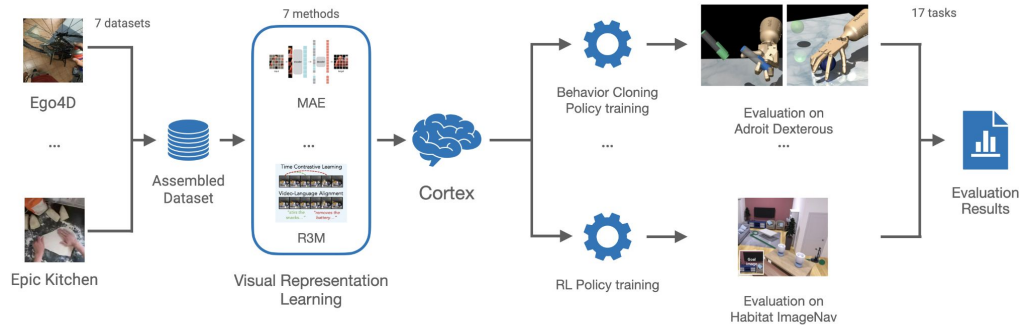 7 datasets
Ego4D
...
Epic Kitchen
Assembled
Dataset
7 methods
MAE
...
Time Contrastive Learning
Video-Language Alignment
R3M
Visual Representation
Learning
Cortex
Behavior Cloning
Policy training
...
RL Policy training
17 tasks
Evaluation on
Adroit Dexterous
...
Goal
Image
Evaluation on
Habitat ImageNav
Evaluation
Results